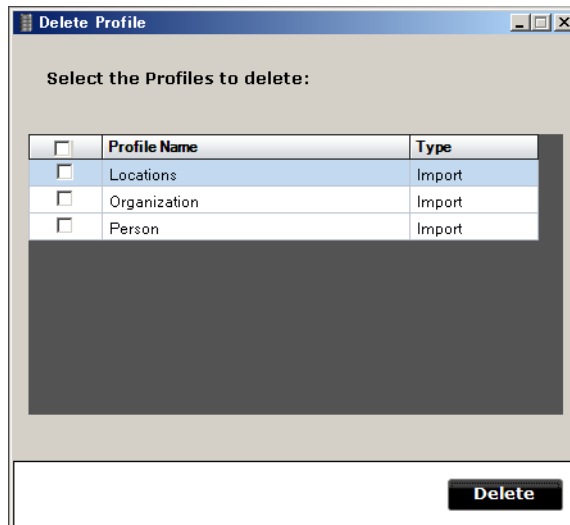 Delete Profile
Select the Profiles to delete:
Profile Name Type
Locations Import
Organization Import
Person Import
Delete